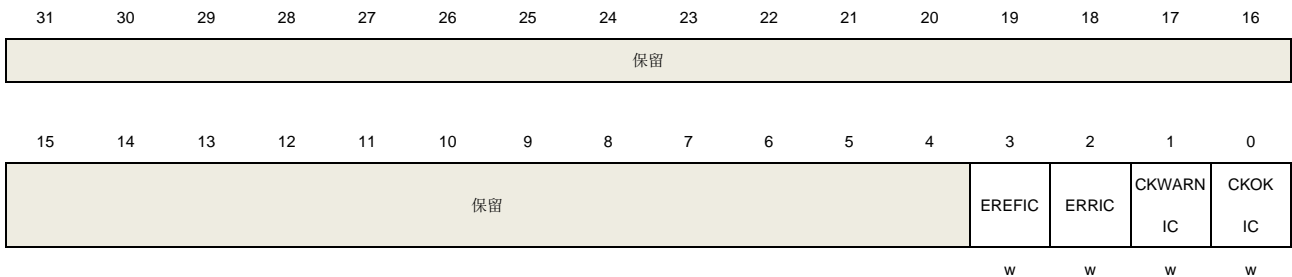 31 30 29 28 27 26 25 24 23 22 21 20 19 18 17 16
保留
15 14 13 12 11 10 9 8 7 6 5 4 3 2 1 0
保留 EREFIC ERRIC CKWARN IC CKOK IC
w w w w